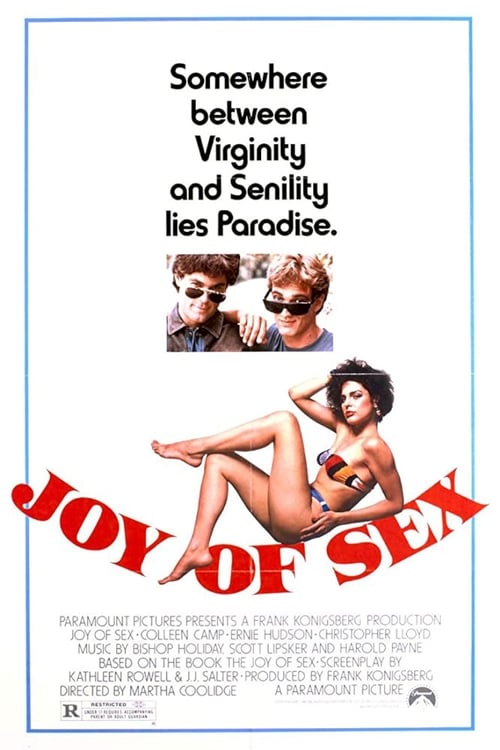 Somewhere
between
Virginity
and Senility
lies Paradise.
JOY OF SEX
PARAMOUNT PICTURES PRESENTS A FRANK KONIGSBERG PRODUCTION
JOY OF SEX • COLLEEN CAMP • ERNIE HUDSON • CHRISTOPHER LLOYD
MUSIC BY BISHOP HOLIDAY, SCOTT LIPSKER AND HAROLD PAYNE
BASED ON THE BOOK THE JOY OF SEX • SCREENPLAY BY
KATHLEEN ROWELL & J.J. SALTER • PRODUCED BY FRANK KONIGSBERG
DIRECTED BY MARTHA COOLIDGE A PARAMOUNT PICTURE
R RESTRICTED
UNDER 17 REQUIRES ACCOMPANYING
PARENT OR ADULT GUARDIAN